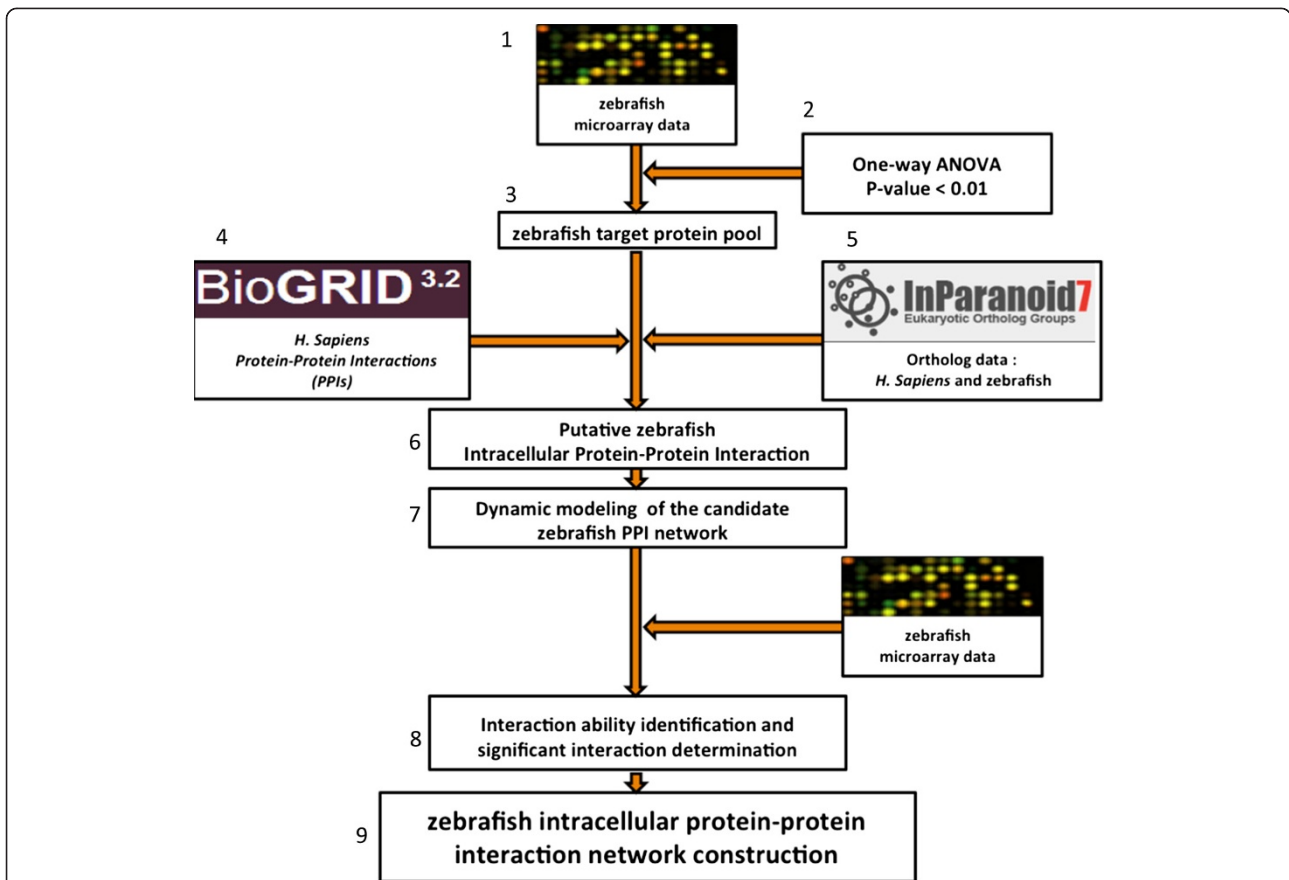 1
zebrafish
microarray data
2
One-way ANOVA
P-value < 0.01
3
zebrafish target protein pool
4
BioGRID 3.2
H. Sapiens
Protein-Protein Interactions
(PPIs)
5
InParanoid7
Eukaryotic Ortholog Groups
Ortholog data :
H. Sapiens and zebrafish
6
Putative zebrafish
Intracellular Protein-Protein Interaction
7
Dynamic modeling of the candidate
zebrafish PPI network
zebrafish
microarray data
8
Interaction ability identification and
significant interaction determination
9
zebrafish intracellular protein-protein
interaction network construction